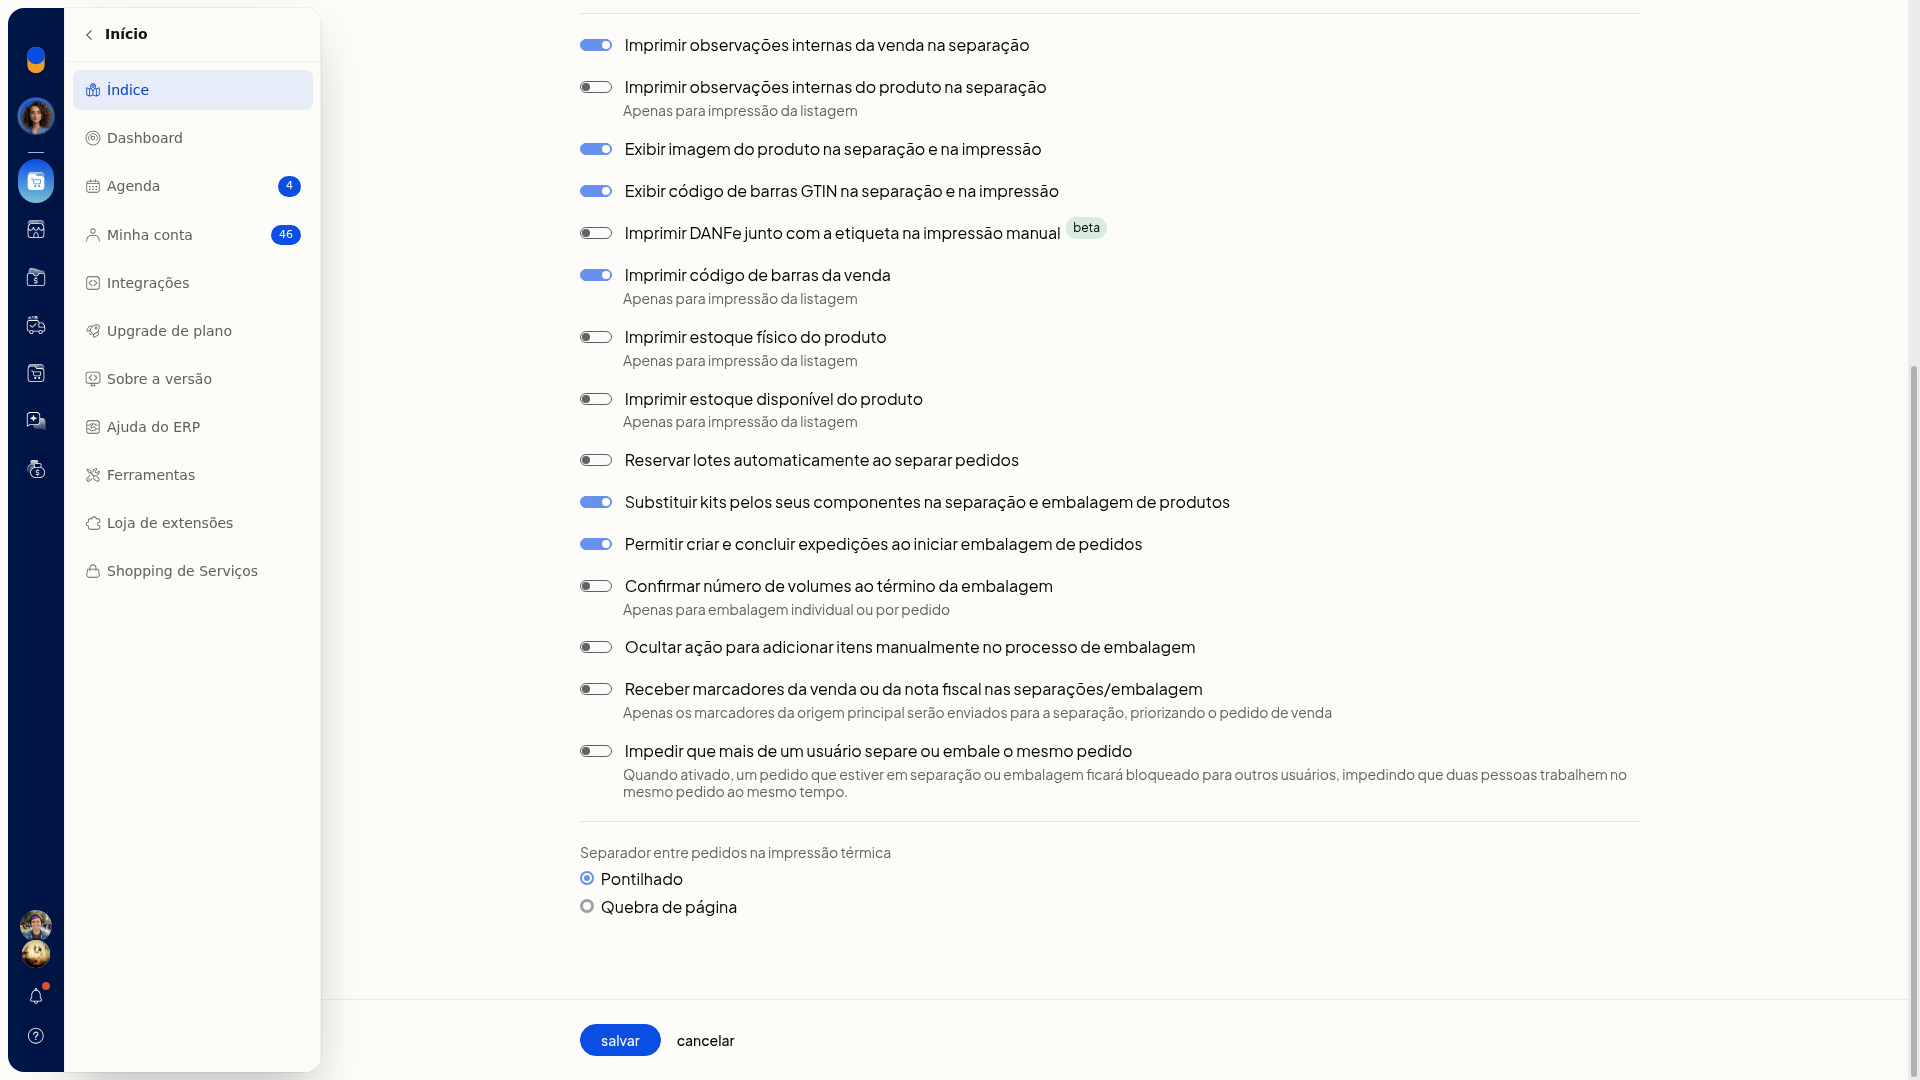 Início
Índice
Dashboard
Agenda 4
Minha conta 46
Integrações
Upgrade de plano
Sobre a versão
Ajuda do ERP
Ferramentas
Loja de extensões
Shopping de Serviços
Imprimir observações internas da venda na separação
Imprimir observações internas do produto na separação
Apenas para impressão da listagem
Exibir imagem do produto na separação e na impressão
Exibir código de barras GTIN na separação e na impressão
Imprimir DANFe junto com a etiqueta na impressão manual beta
Imprimir código de barras da venda
Apenas para impressão da listagem
Imprimir estoque físico do produto
Apenas para impressão da listagem
Imprimir estoque disponível do produto
Apenas para impressão da listagem
Reservar lotes automaticamente ao separar pedidos
Substituir kits pelos seus componentes na separação e embalagem de produtos
Permitir criar e concluir expedições ao iniciar embalagem de pedidos
Confirmar número de volumes ao término da embalagem
Apenas para embalagem individual ou por pedido
Ocultar ação para adicionar itens manualmente no processo de embalagem
Receber marcadores da venda ou da nota fiscal nas separações/embalagem
Apenas os marcadores da origem principal serão enviados para a separação, priorizando o pedido de venda
Impedir que mais de um usuário separe ou embale o mesmo pedido
Quando ativado, um pedido que estiver em separação ou embalagem ficará bloqueado para outros usuários, impedindo que duas pessoas trabalhem no
mesmo pedido ao mesmo tempo.
Separador entre pedidos na impressão térmica
Pontilhado
Quebra de página
salvar cancelar